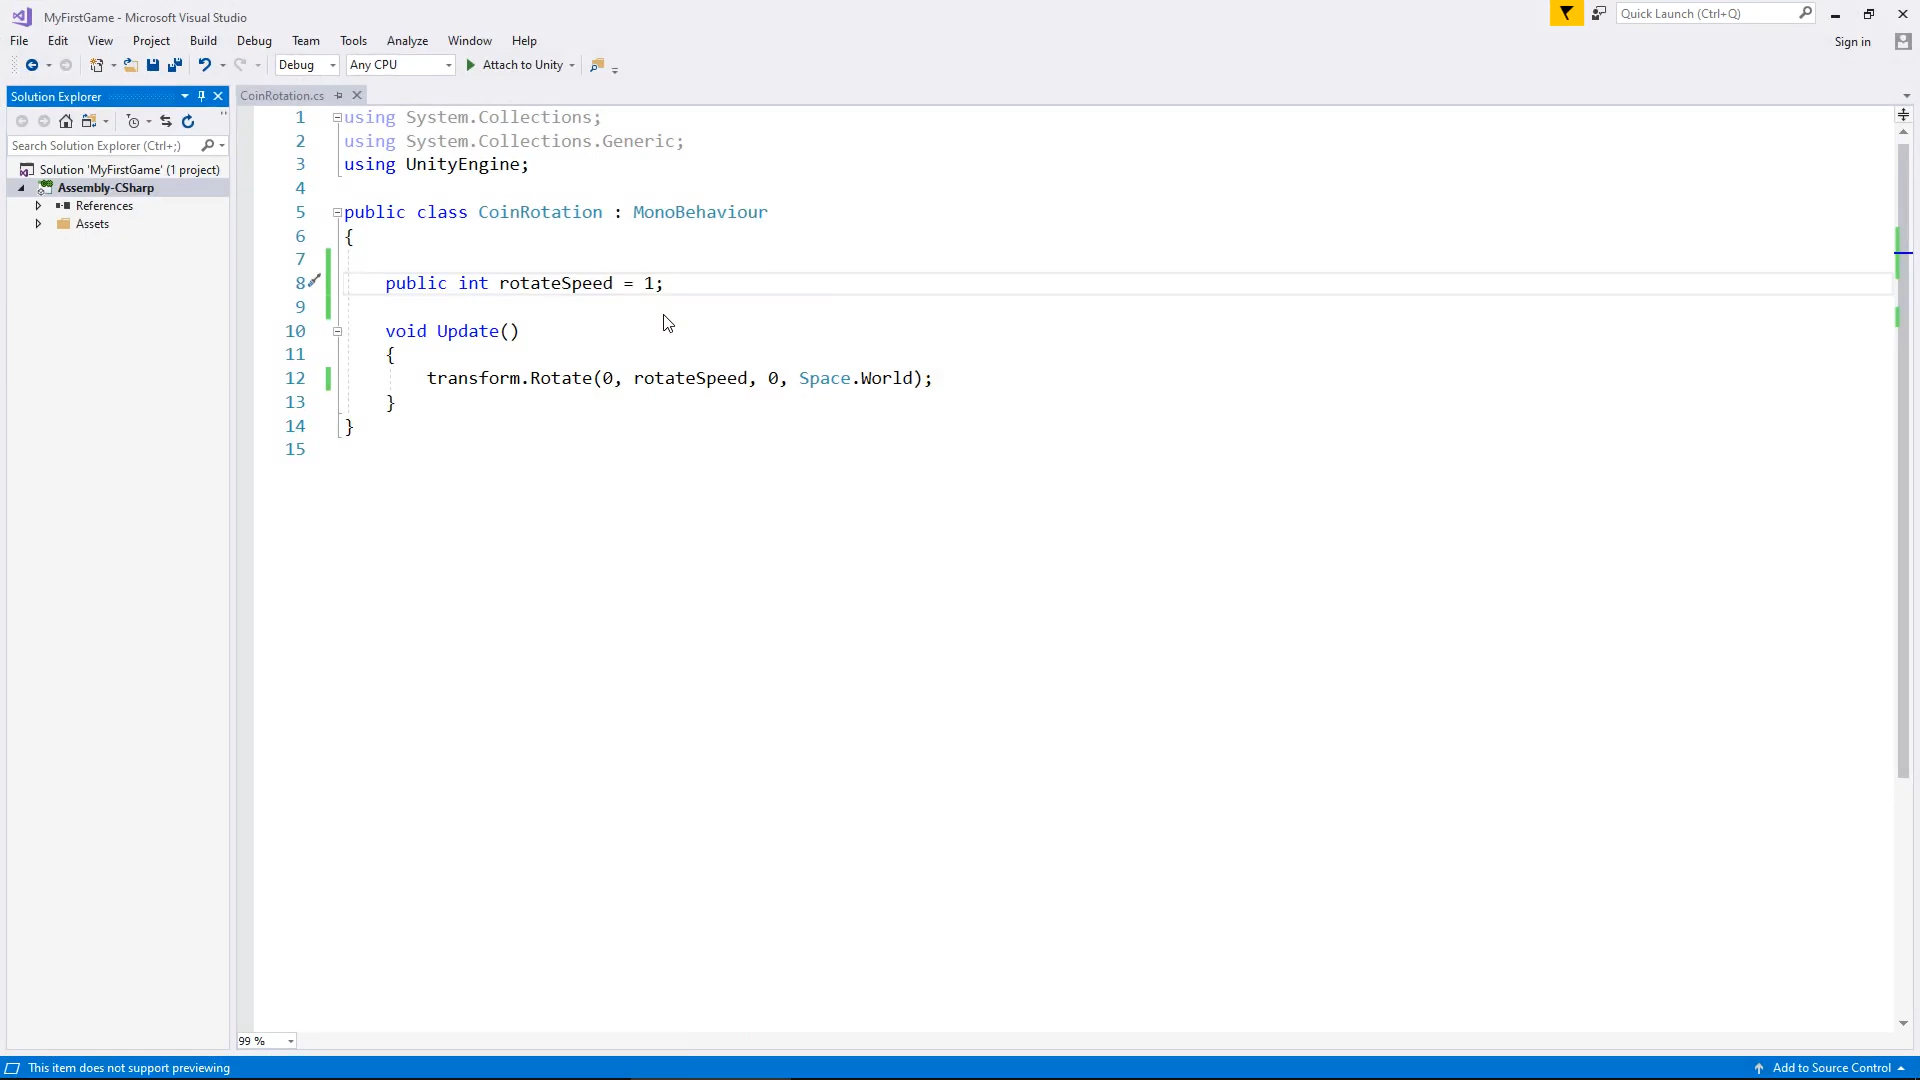 MyFirstGame - Microsoft Visual Studio
Quick Launch (Ctrl+Q)
File Edit View Project Build Debug Team Tools Analyze Window Help
Sign in
Debug Any CPU Attach to Unity
Solution Explorer
CoinRotation.cs
Search Solution Explorer (Ctrl+;)
Solution 'MyFirstGame' (1 project)
Assembly-CSharp
References
Assets
1 using System.Collections;
2 using System.Collections.Generic;
3 using UnityEngine;
4
5 public class CoinRotation : MonoBehaviour
6 {
7
8 public int rotateSpeed = 1;
9
10 void Update()
11 {
12 transform.Rotate(0, rotateSpeed, 0, Space.World);
13 }
14 }
15
99 %
This item does not support previewing
Add to Source Control